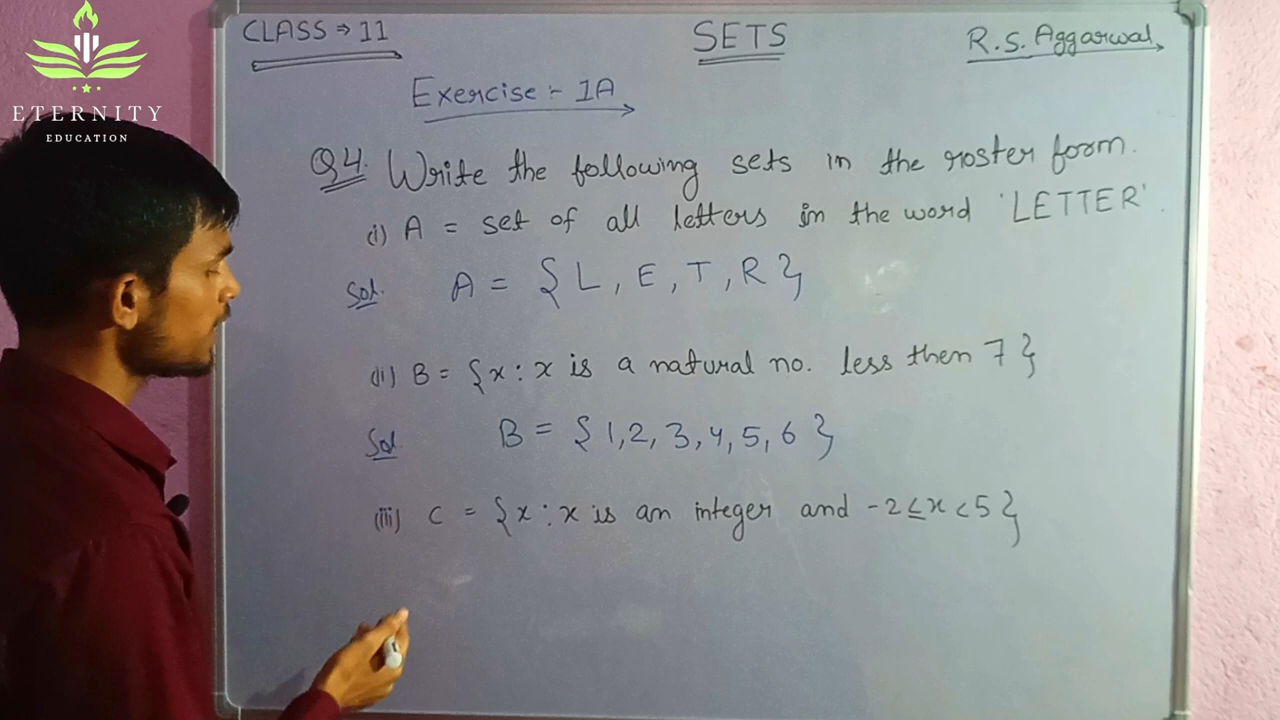 ETERNITY
EDUCATION
CLASS ⇒ 11
SETS
R.S. Aggarwal
Exercise :- 1A
Q4. Write the following sets in the roster form.
(i) A = set of all letters in the word 'LETTER'.
Sol. A = { L, E, T, R }
(ii) B = {x : x is a natural no. less then 7 }
Sol B = { 1, 2, 3, 4, 5, 6 }
(iii) C = {x : x is an integer and -2 ≤ x < 5 }